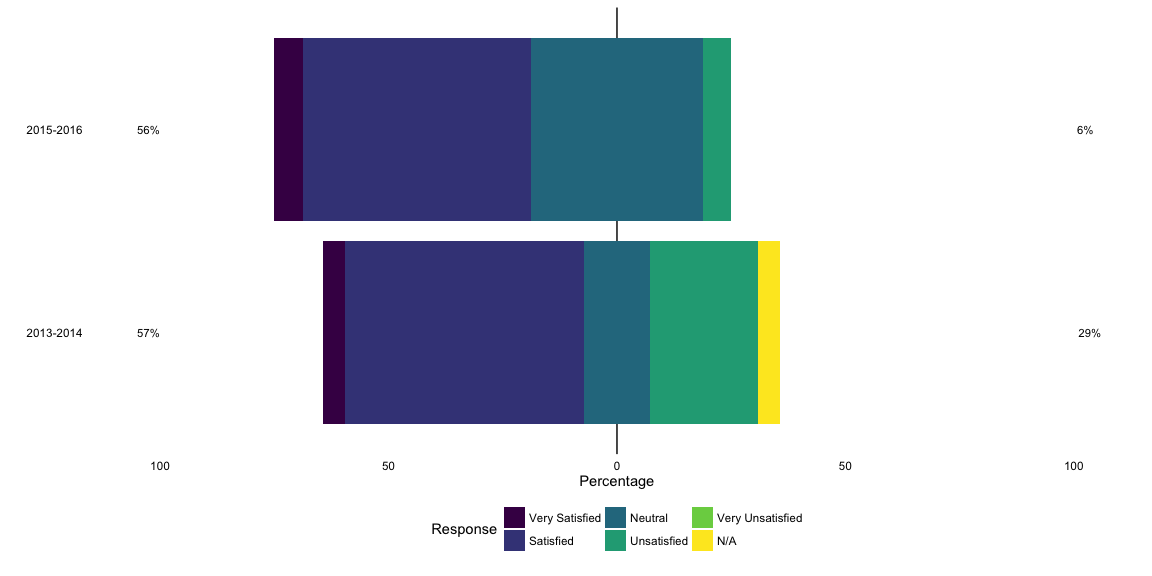 2015-2016 56% 6%
2013-2014 57% 29%
100 50 0 50 100
Percentage
Response
Very Satisfied Neutral Very Unsatisfied
Satisfied Unsatisfied N/A